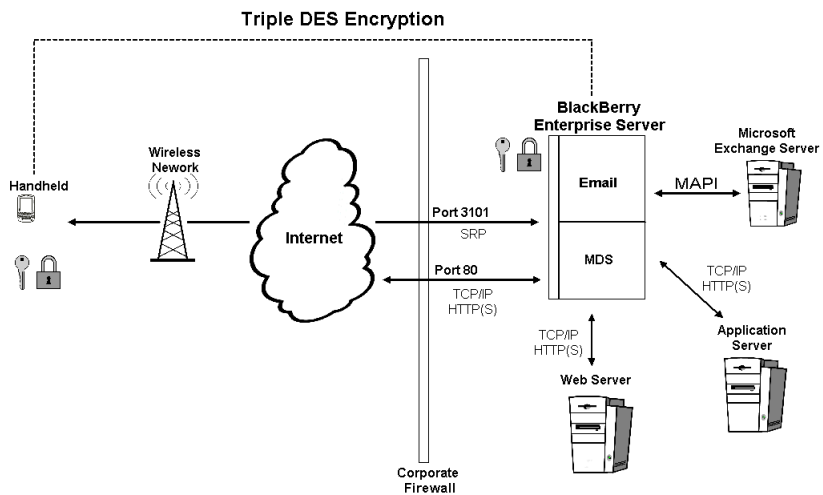 Triple DES Encryption
BlackBerry
Enterprise Server
Microsoft
Exchange Server
Wireless
Nework
Handheld
Email
MAPI
Port 3101
SRP
Internet
MDS
Port 80
TCP/IP
HTTP(S)
TCP/IP
HTTP(S)
TCP/IP
HTTP(S)
Application
Server
Web Server
Corporate
Firewall